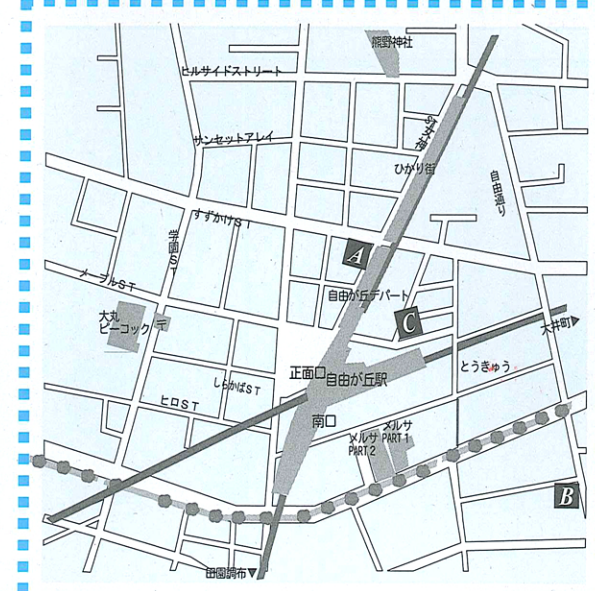 熊野神社
ヒルサイドストリート
女神ST
サンセットアレイ
ひかり街
自由通り
すずかけST
学園ST
A
メープルST
自由が丘デパート
大丸
ピーコック
〒
C
大井町▶
正面口
自由が丘駅
とうきゅう
しらかばST
ヒロST
南口
メルサ
PART 1
メルサ
PART 2
B
田園調布▼